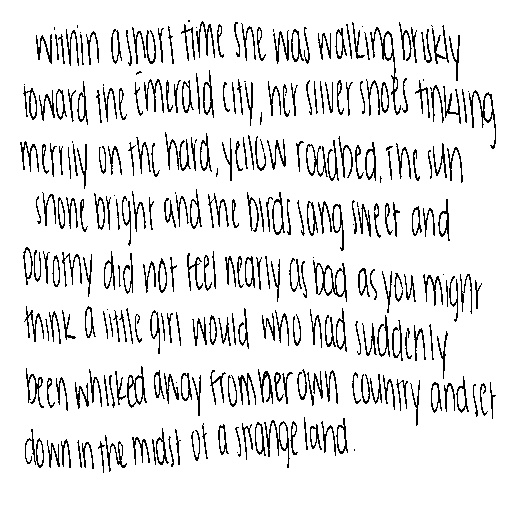 within a short time she was walking briskly
toward the Emerald City, her silver shoes tinkling
merrily on the hard, yellow roadbed. The sun
shone bright and the birds sang sweet and
Dorothy did not feel nearly as bad as you might
think a little girl would who had suddenly
been whisked away from her own country and set
down in the midst of a strange land.